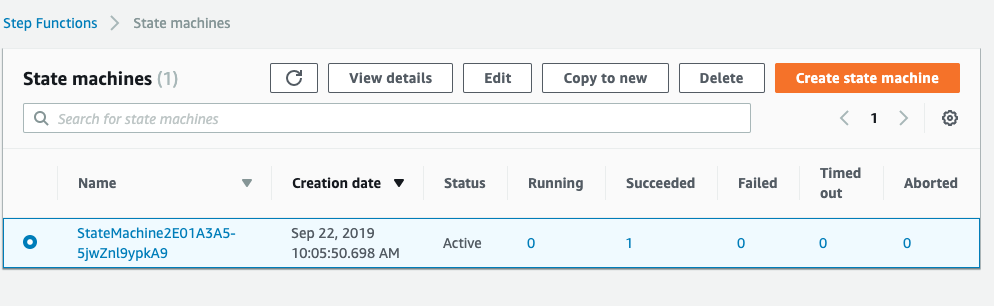 Step Functions > State machines
State machines (1)
View details
Edit
Copy to new
Delete
Create state machine
Search for state machines
1
Name
Creation date
Status
Running
Succeeded
Failed
Timed
out
Aborted
StateMachine2E01A3A5-
5jwZnl9ypkA9
Sep 22, 2019
10:05:50.698 AM
Active
0
1
0
0
0